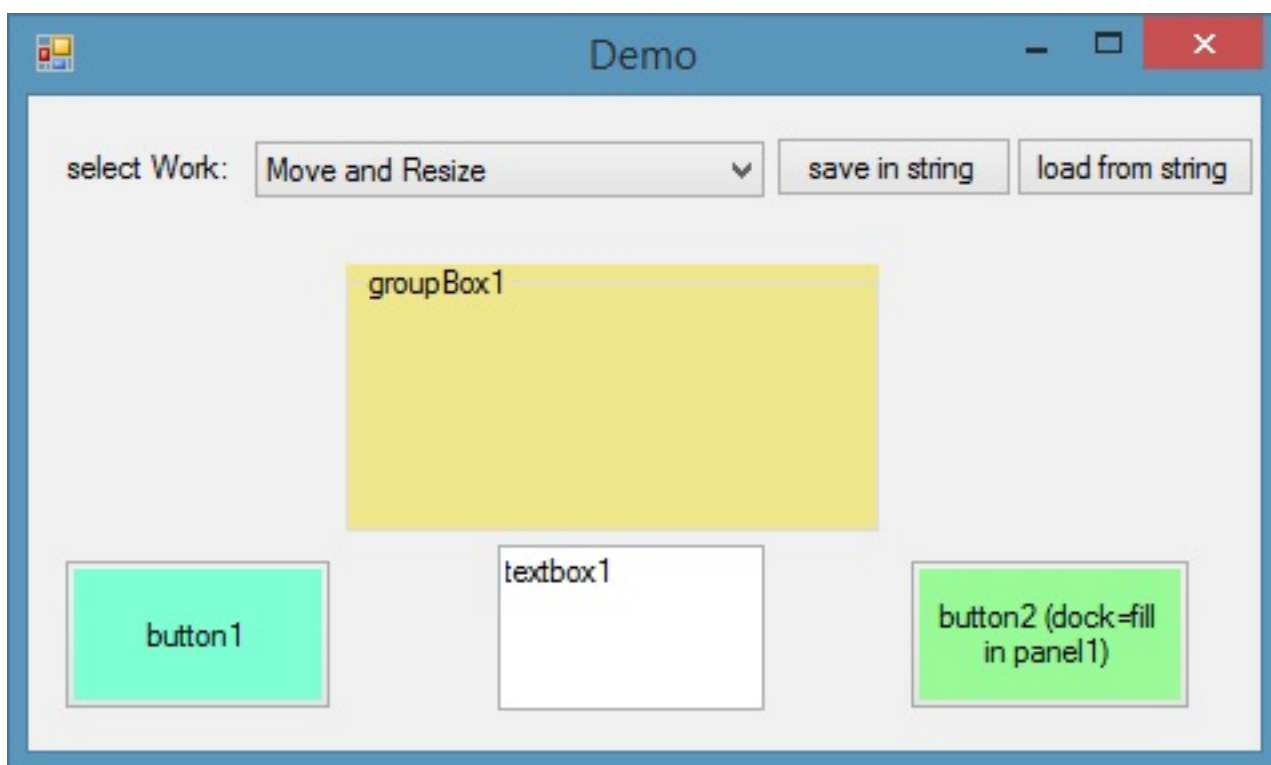 Demo
select Work:
Move and Resize
save in string
load from string
groupBox1
textbox1
button1
button2 (dock=fill
in panel1)